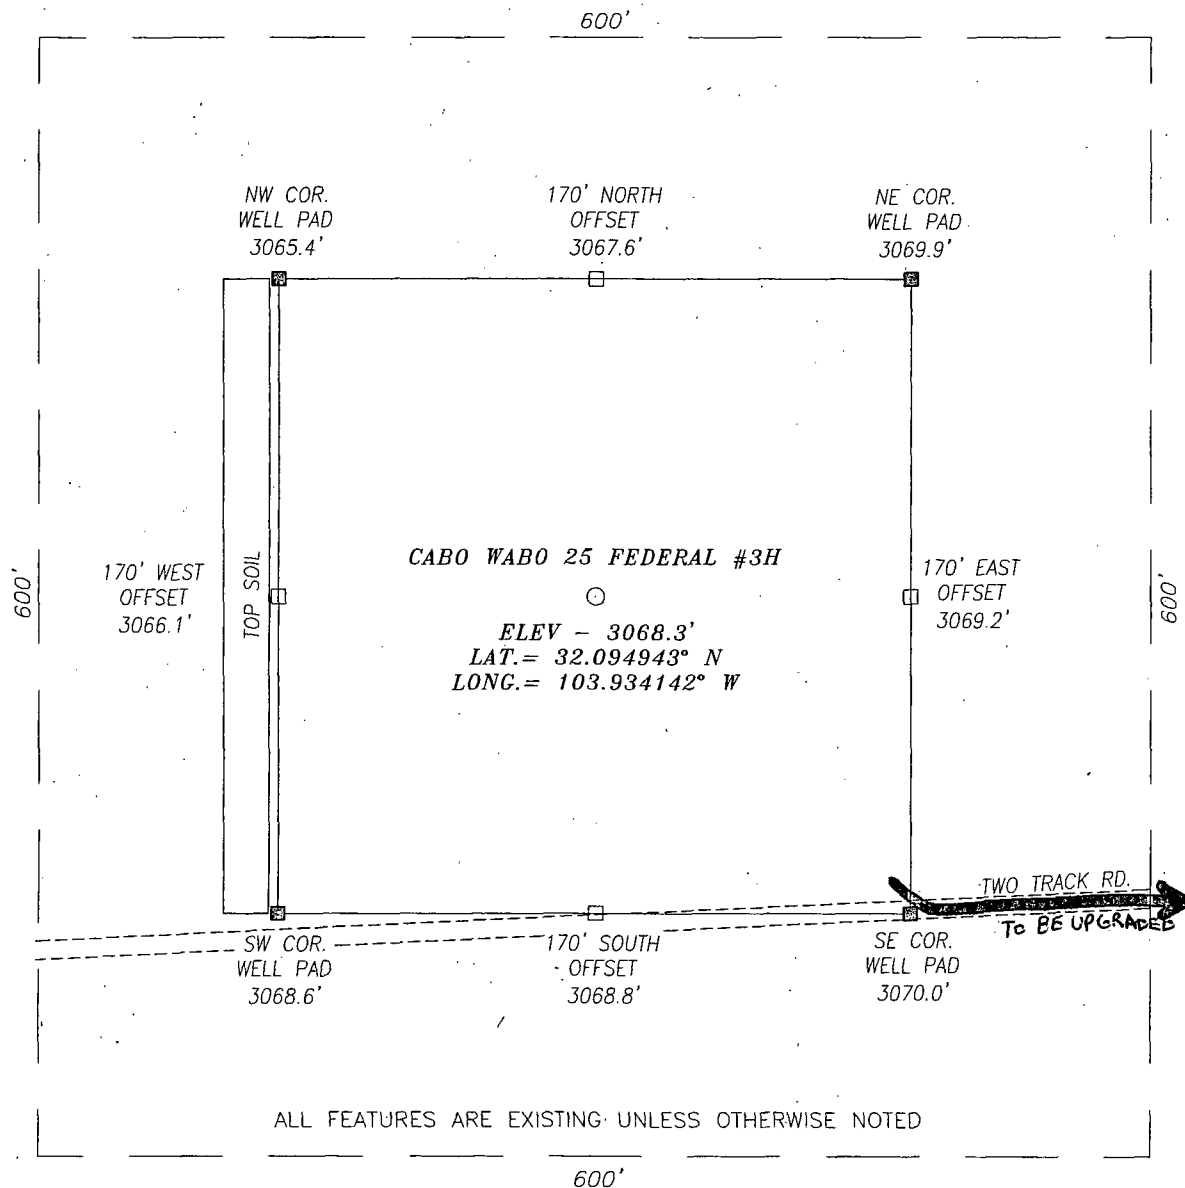 600'
NW COR.
WELL PAD
3065.4'
170' NORTH
OFFSET
3067.6'
NE COR.
WELL PAD
3069.9'
600'
170' WEST
OFFSET
3066.1'
TOP SOIL
CABO WABO 25 FEDERAL #3H
ELEV - 3068.3'
LAT.= 32.094943° N
LONG.= 103.934142° W
170' EAST
OFFSET
3069.2'
600'
TWO TRACK RD.
TO BE UPGRADED
SW COR.
WELL PAD
3068.6'
170' SOUTH
OFFSET
3068.8'
SE COR.
WELL PAD
3070.0'
ALL FEATURES ARE EXISTING UNLESS OTHERWISE NOTED
600'